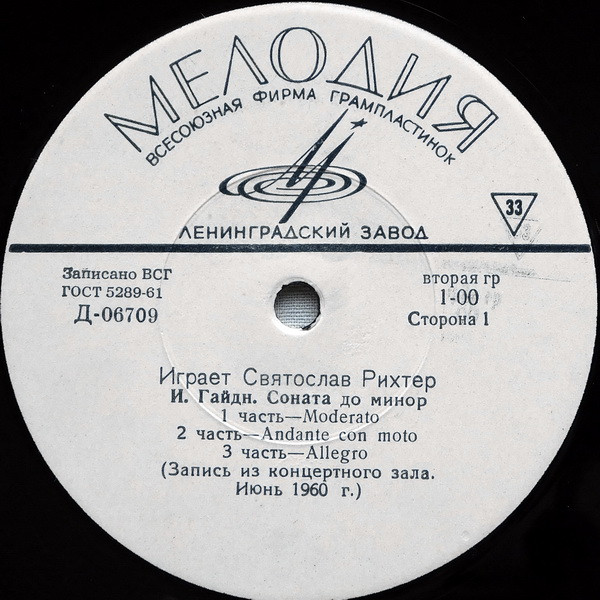 МЕЛОДИЯ
ВСЕСОЮЗНАЯ ФИРМА ГРАМПЛАСТИНОК
ЛЕНИНГРАДСКИЙ ЗАВОД
33
Записано ВСГ
ГОСТ 5289-61
Д-06709
вторая гр
1-00
Сторона 1
Играет Святослав Рихтер
И. Гайдн. Соната до минор
1 часть—Moderato
2 часть—Andante con moto
3 часть—Allegro
(Запись из концертного зала.
Июнь 1960 г.)